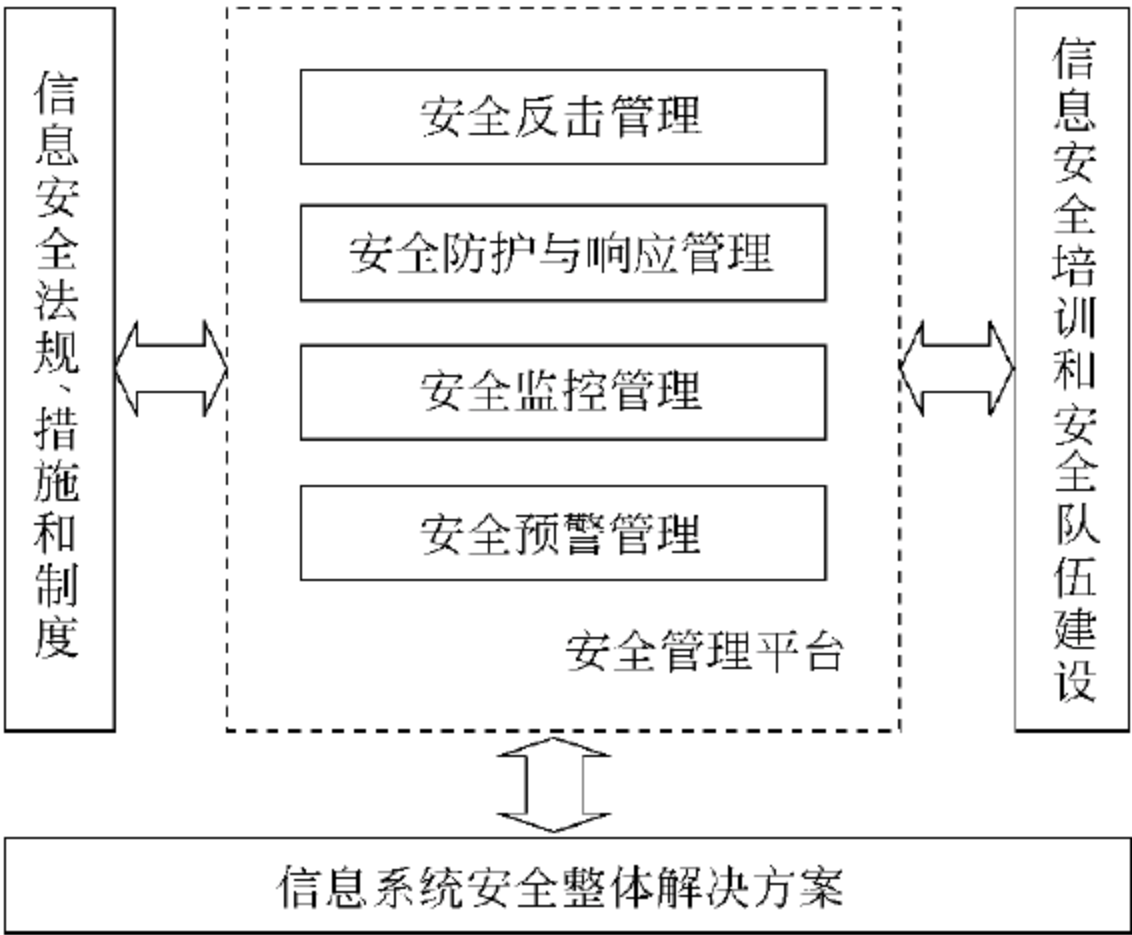 信息安全法规、措施和制度
安全反击管理
安全防护与响应管理
安全监控管理
安全预警管理
安全管理平台
信息安全培训和安全队伍建设
信息系统安全整体解决方案